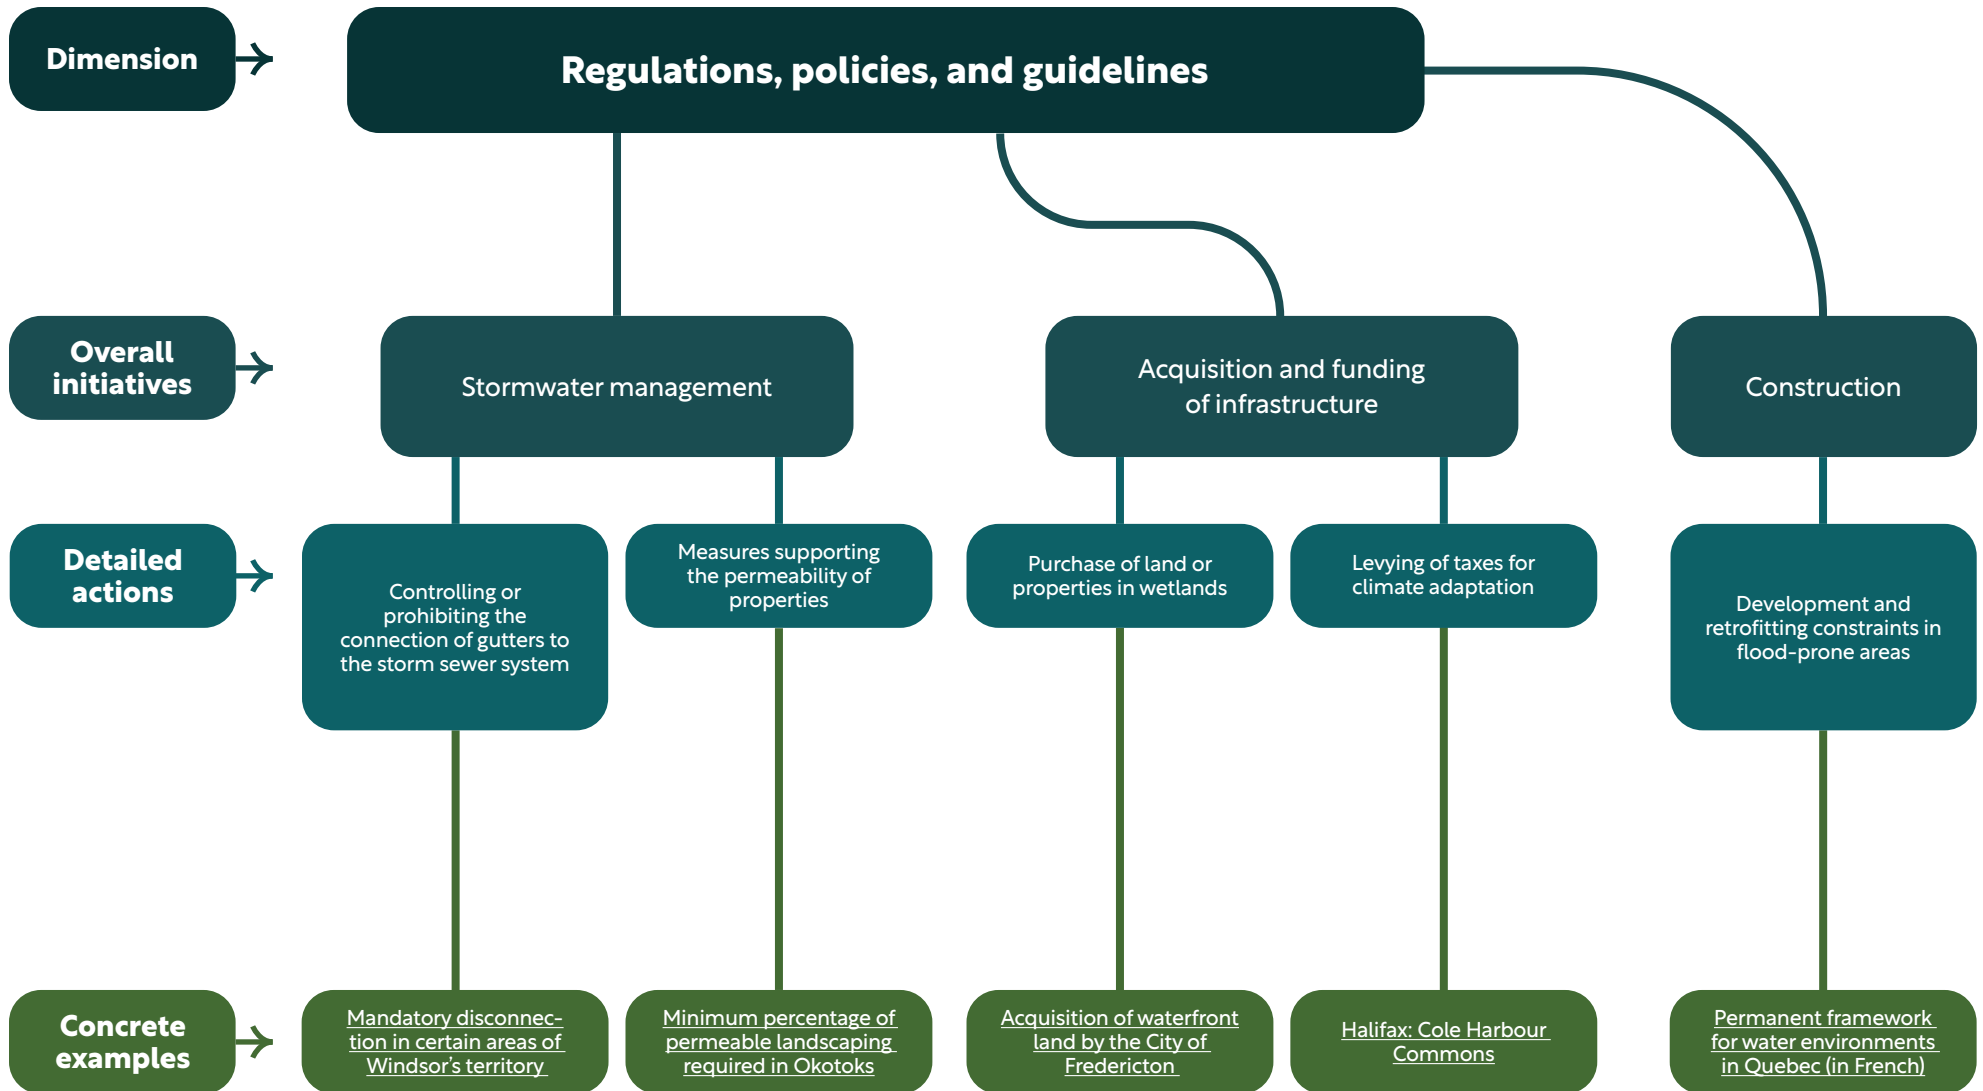 Dimension
Regulations, policies, and guidelines
Overall
initiatives
Stormwater management
Acquisition and funding
of infrastructure
Construction
Detailed
actions
Controlling or
prohibiting the
connection of gutters to
the storm sewer system
Measures supporting
the permeability of
properties
Purchase of land or
properties in wetlands
Levying of taxes for
climate adaptation
Development and
retrofitting constraints in
flood-prone areas
Concrete
examples
Mandatory disconnec-
tion in certain areas of
Windsor’s territory
Minimum percentage of
permeable landscaping
required in Okotoks
Acquisition of waterfront
land by the City of
Fredericton
Halifax: Cole Harbour
Commons
Permanent framework
for water environments
in Quebec (in French)